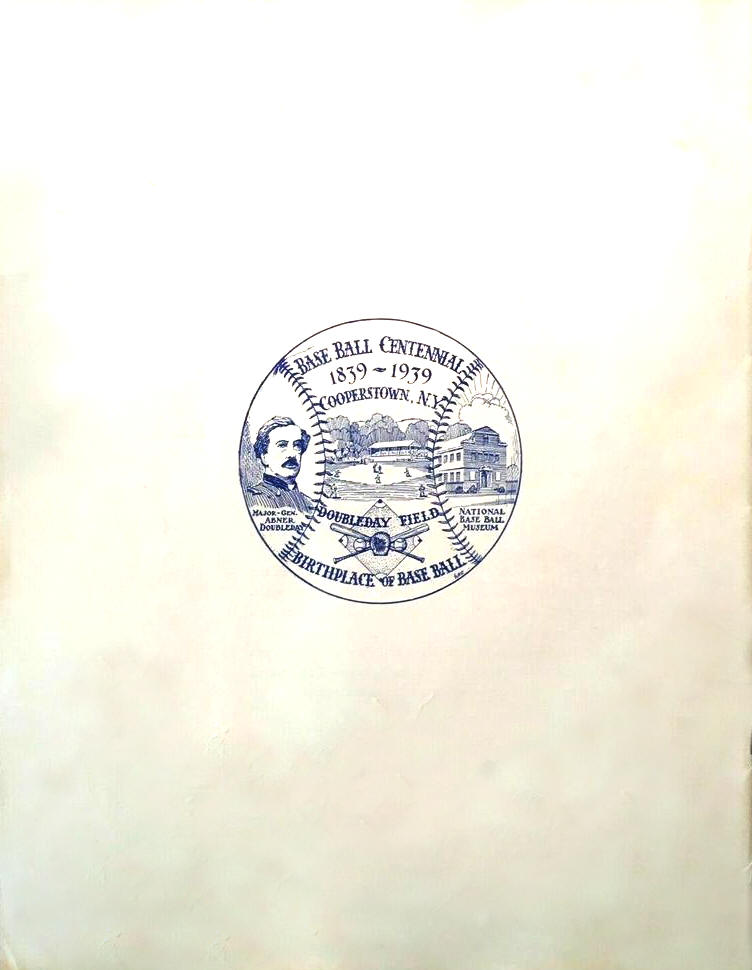 BASE BALL CENTENNIAL
1839 ~ 1939
COOPERSTOWN, N.Y.
MAJOR-GEN.
ABNER
DOUBLEDAY
NATIONAL
BASE BALL
MUSEUM
DOUBLEDAY FIELD
BIRTHPLACE OF BASE BALL